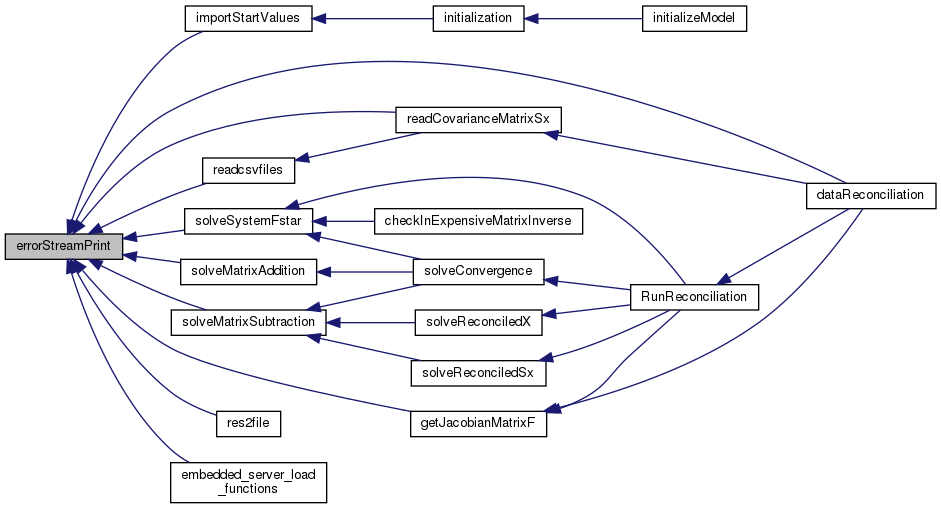 importStartValues
initialization
initializeModel
readCovarianceMatrixSx
readcsvfiles
dataReconciliation
solveSystemFstar
checkInExpensiveMatrixInverse
errorStreamPrint
solveMatrixAddition
solveConvergence
RunReconciliation
solveMatrixSubtraction
solveReconciledX
solveReconciledSx
res2file
getJacobianMatrixF
embedded_server_load
_functions